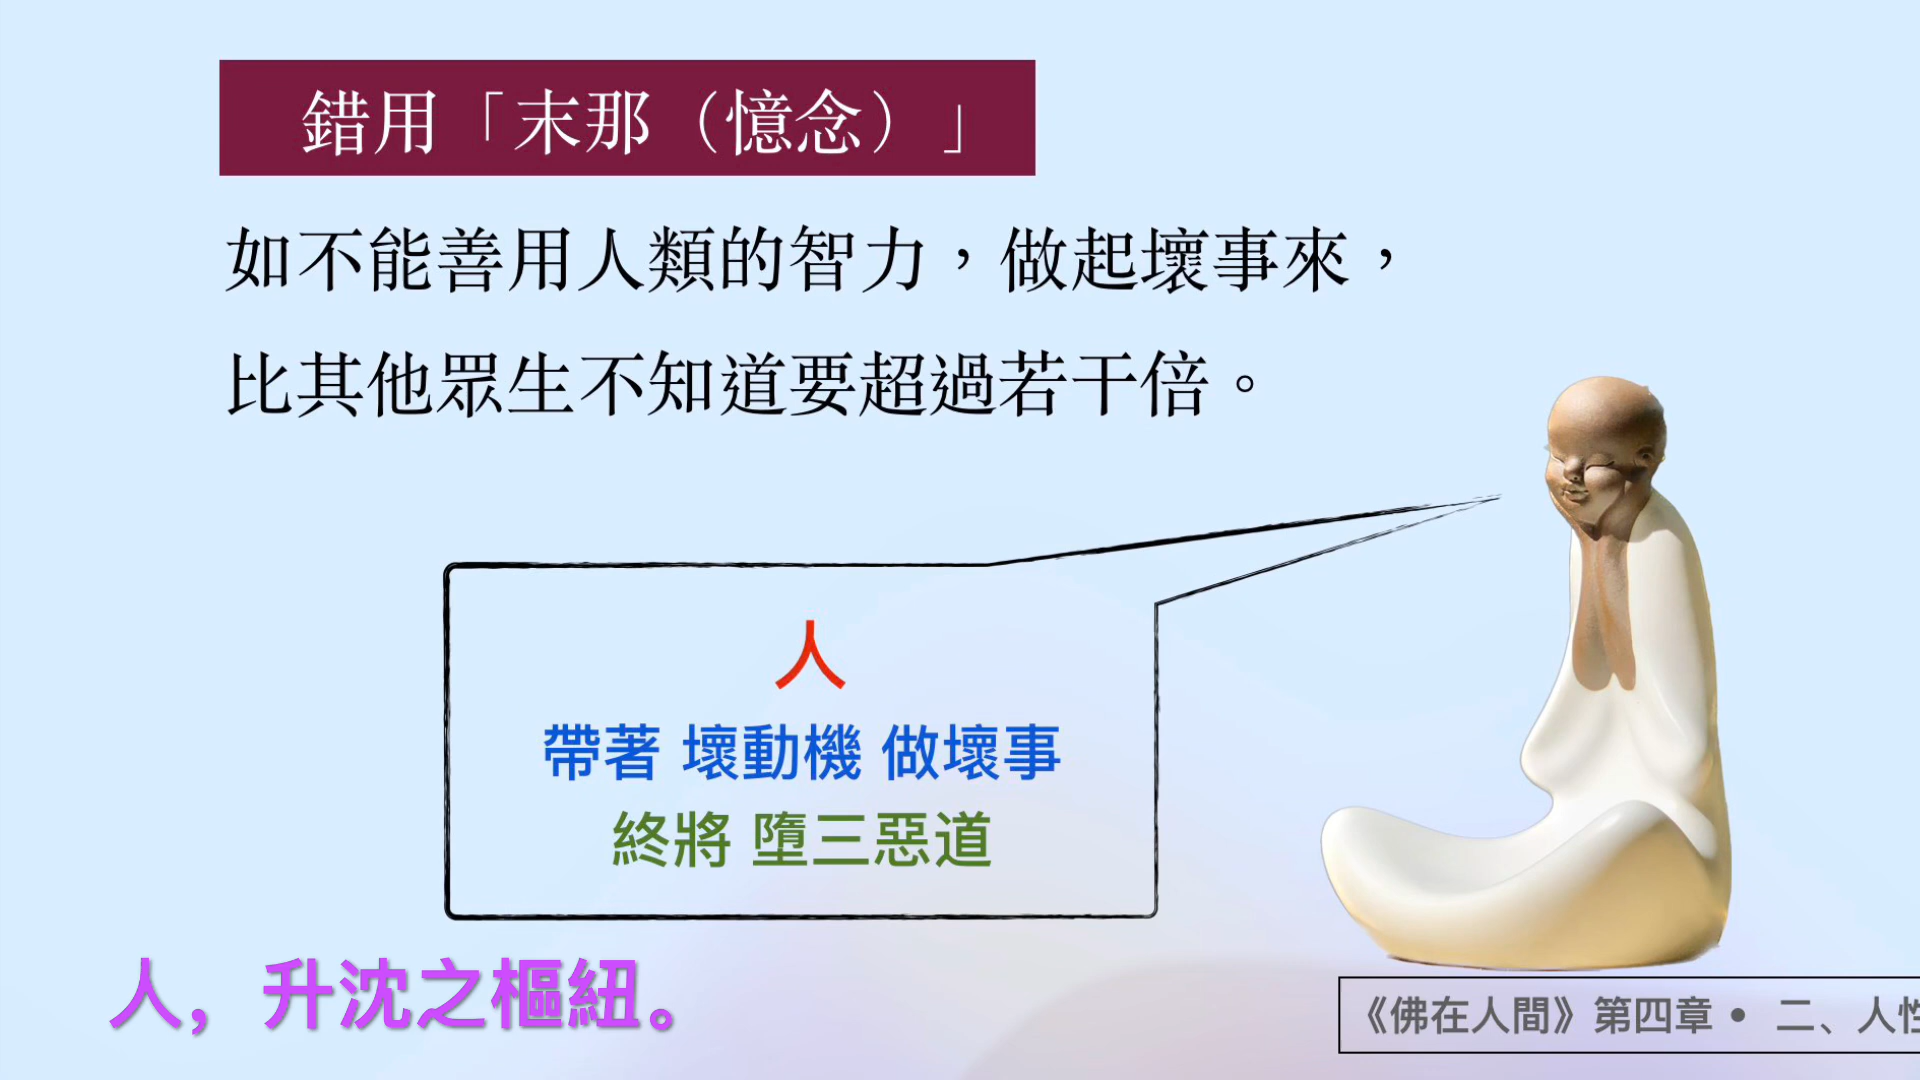 錯用「末那（憶念）」
如不能善用人類的智力，做起壞事來，
比其他眾生不知道要超過若干倍。
人
帶著 壞動機 做壞事
終將 墮三惡道
人，升沈之樞紐。
《佛在人間》第四章 • 二、人性